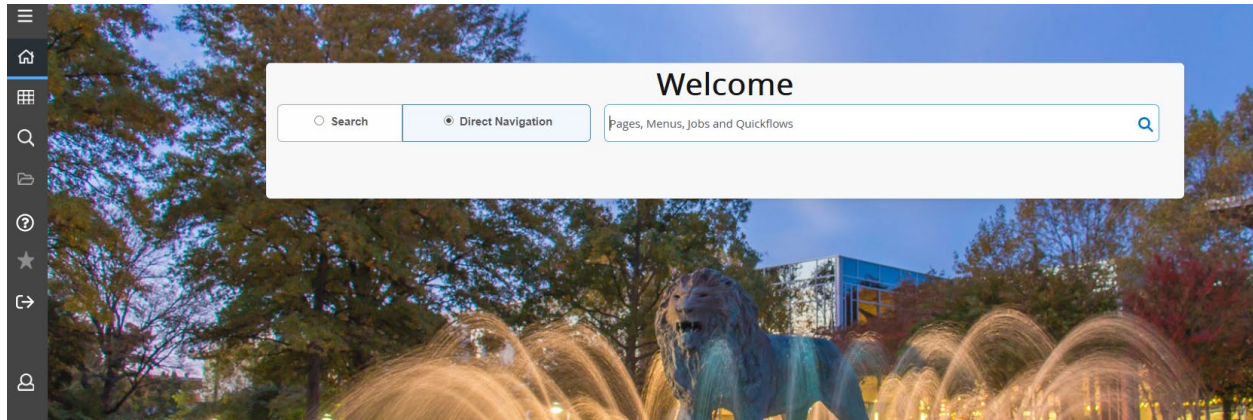 Welcome
Search
Direct Navigation
Pages, Menus, Jobs and Quickflows